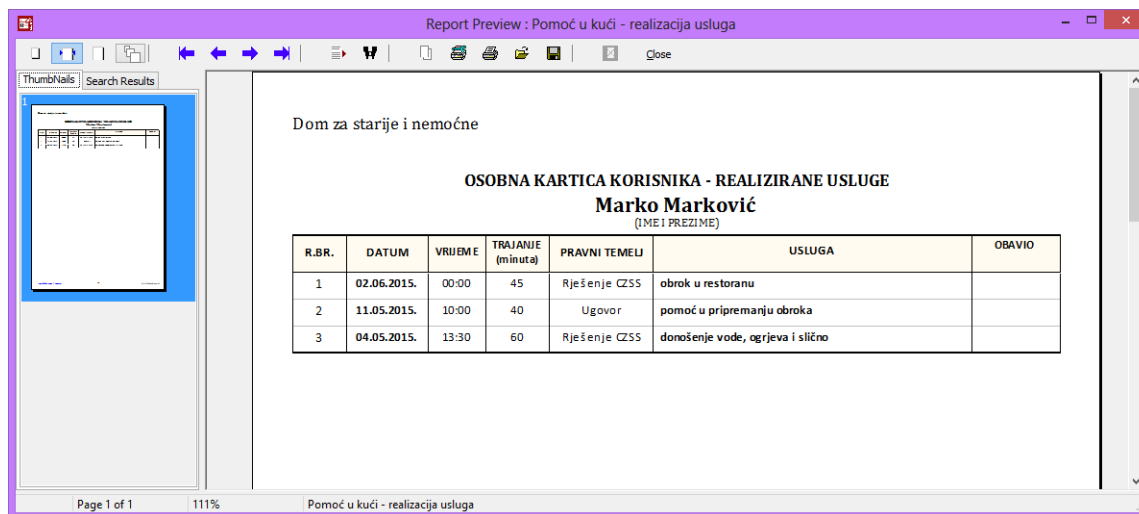 Report Preview : Pomoć u kući - realizacija usluga
Close
ThumbNails Search Results
1
Dom za starije i nemoćne
OSOBNA KARTICA KORISNIKA - REALIZIRANE USLUGE
Marko Marković
(IME I PREZIME)
R.BR. DATUM VRIJEME TRAJANJE (minuta) PRAVNI TEMELJ USLUGA OBAVIO
1 02.06.2015. 00:00 45 Rješenje CZSS obrok u restoranu
2 11.05.2015. 10:00 40 Ugovor pomoć u pripremanju obroka
3 04.05.2015. 13:30 60 Rješenje CZSS donošenje vode, ogrjeva i slično
Page 1 of 1 111% Pomoć u kući - realizacija usluga